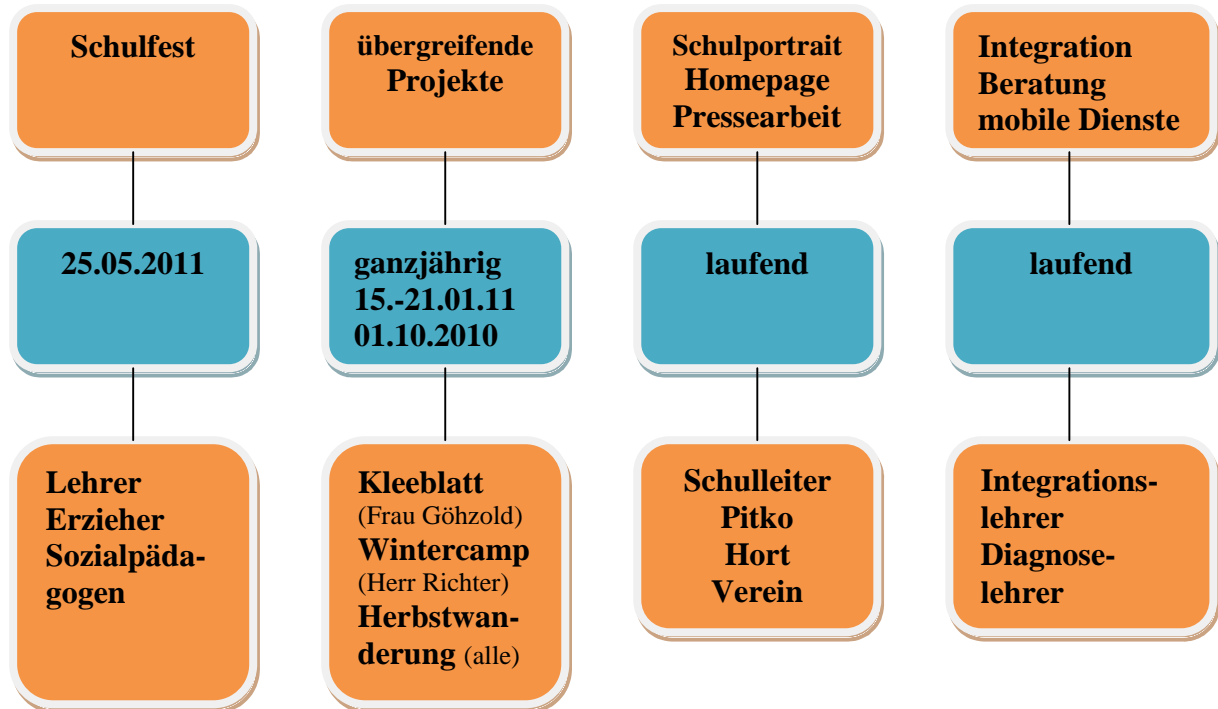 Schulfest
übergreifende
Projekte
Schulportrait
Homepage
Pressearbeit
Integration
Beratung
mobile Dienste
25.05.2011
ganzjährig
15.-21.01.11
01.10.2010
laufend
laufend
Lehrer
Erzieher
Sozialpäda-
gogen
Kleeblatt
(Frau Göhzold)
Wintercamp
(Herr Richter)
Herbstwan-
derung (alle)
Schulleiter
Pitko
Hort
Verein
Integrations-
lehrer
Diagnose-
lehrer